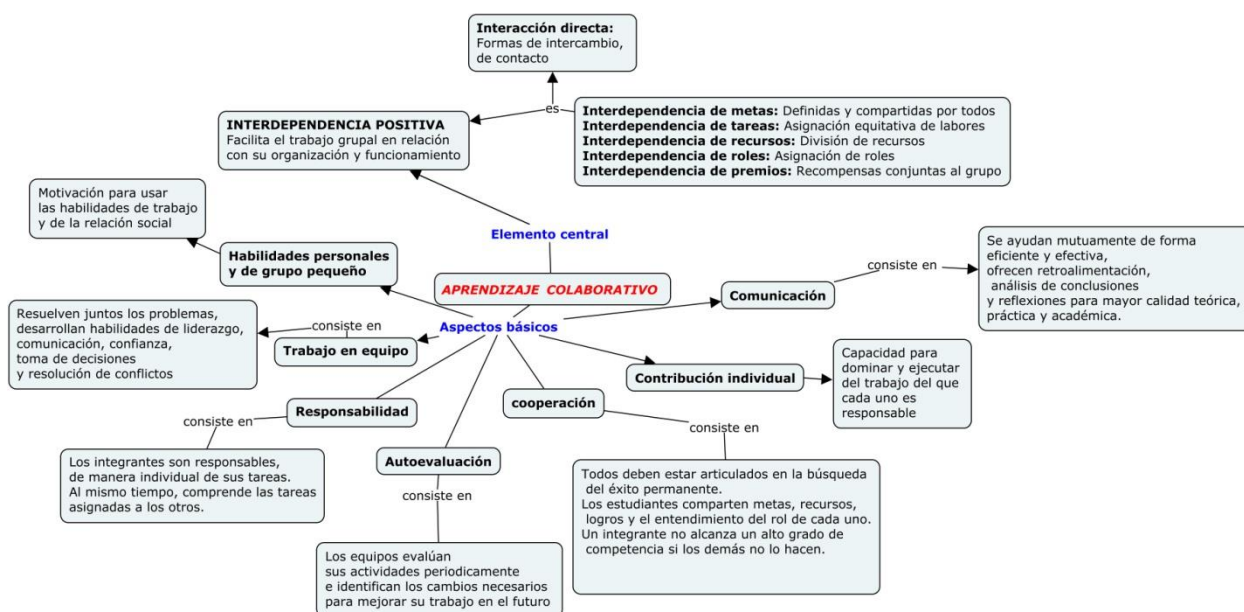 Interacción directa:
Formas de intercambio,
de contacto
es
INTERDEPENDENCIA POSITIVA
Facilita el trabajo grupal en relación
con su organización y funcionamiento
Interdependencia de metas: Definidas y compartidas por todos
Interdependencia de tareas: Asignación equitativa de labores
Interdependencia de recursos: División de recursos
Interdependencia de roles: Asignación de roles
Interdependencia de premios: Recompensas conjuntas al grupo
Motivación para usar
las habilidades de trabajo
y de la relación social
Elemento central
Habilidades personales
y de grupo pequeño
APRENDIZAJE COLABORATIVO
Comunicación
consiste en
Se ayudan mutuamente de forma
eficiente y efectiva,
ofrecen retroalimentación,
análisis de conclusiones
y reflexiones para mayor calidad teórica,
práctica y académica.
Aspectos básicos
Resuelven juntos los problemas,
desarrollan habilidades de liderazgo,
comunicación, confianza,
toma de decisiones
y resolución de conflictos
consiste en
Trabajo en equipo
Contribución individual
Capacidad para
dominar y ejecutar
del trabajo del que
cada uno es
responsable
Responsabilidad
consiste en
Los integrantes son responsables,
de manera individual de sus tareas.
Al mismo tiempo, comprende las tareas
asignadas a los otros.
Autoevaluación
consiste en
Los equipos evalúan
sus actividades periodicamente
e identifican los cambios necesarios
para mejorar su trabajo en el futuro
cooperación
consiste en
Todos deben estar articulados en la búsqueda
del éxito permanente.
Los estudiantes comparten metas, recursos,
logros y el entendimiento del rol de cada uno.
Un integrante no alcanza un alto grado de
competencia si los demás no lo hacen.